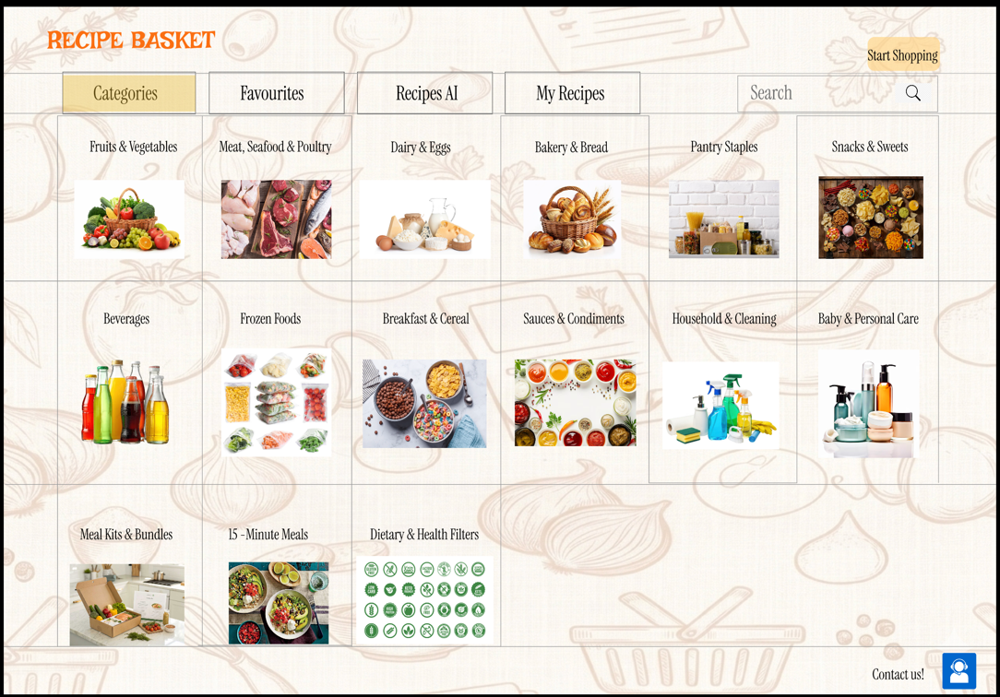 RECIPE BASKET
Start Shopping
Categories
Favourites
Recipes AI
My Recipes
Search
Fruits & Vegetables
Meat, Seafood & Poultry
Dairy & Eggs
Bakery & Bread
Pantry Staples
Snacks & Sweets
Beverages
Frozen Foods
Breakfast & Cereal
Sauces & Condiments
Household & Cleaning
Baby & Personal Care
Meal Kits & Bundles
15 -Minute Meals
Dietary & Health Filters
Contact us!